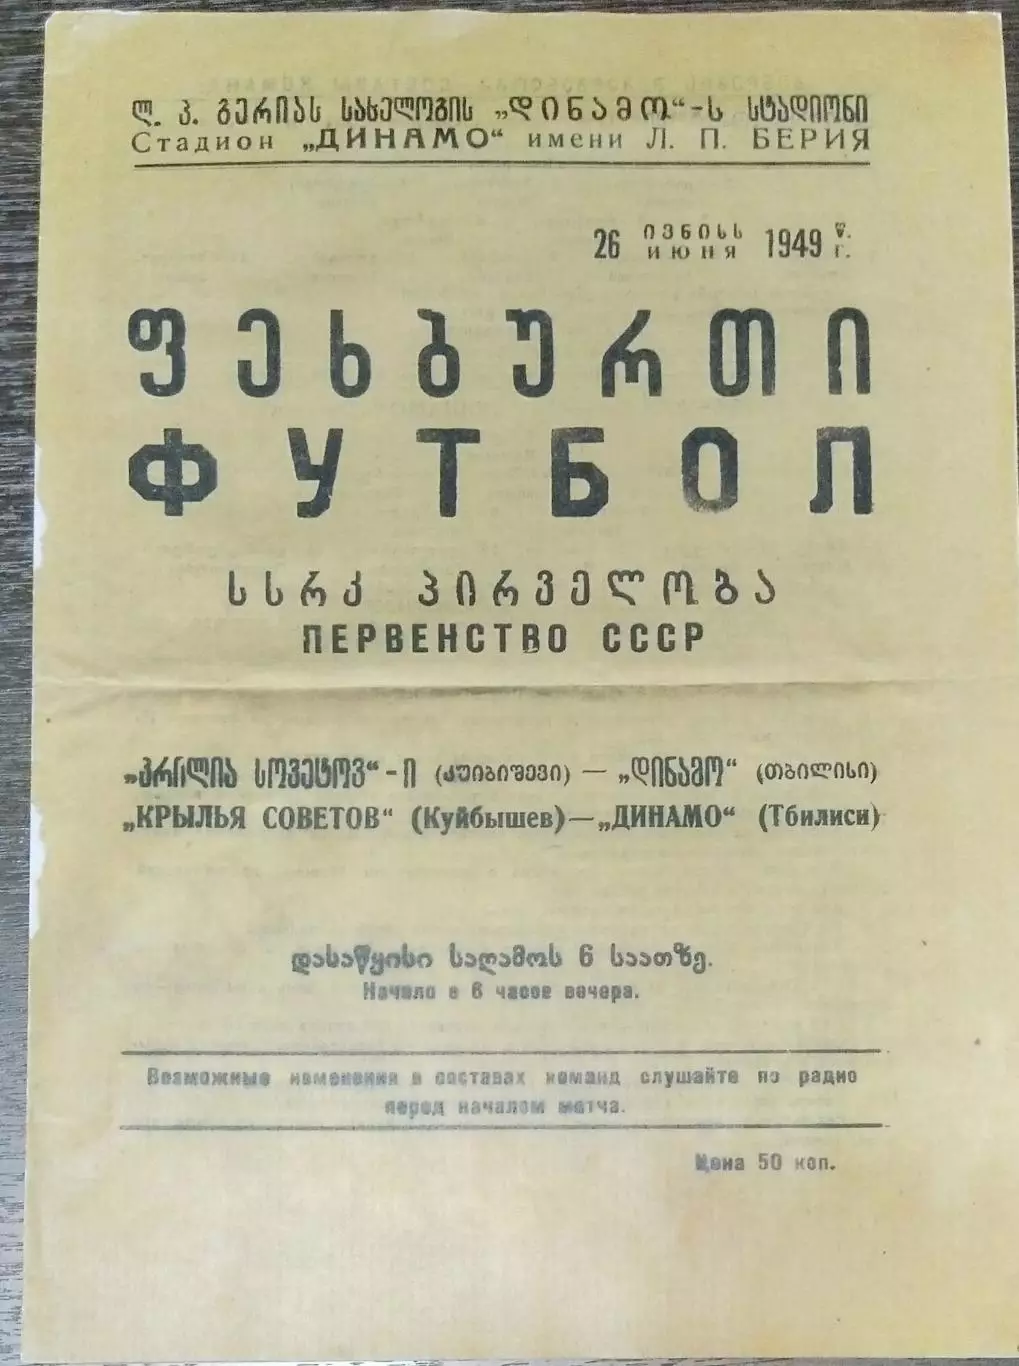 ლ. პ. ბერიას სახელობის „დინამო“-ს სტადიონი
Стадион „ДИНАМО“ имени Л. П. БЕРИЯ
26 ივნისს 1949 წ.
26 ИЮНЯ 1949 г.
ფეხბურთი
ФУТБОЛ
სსრკ პირველობა
ПЕРВЕНСТВО СССР
„კრილია სოვეტოვ“-ი (კუიბიშევი) — „დინამო“ (თბილისი)
„КРЫЛЬЯ СОВЕТОВ“ (Куйбышев)—„ДИНАМО“ (Тбилиси)
დასაწყისი საღამოს 6 საათზე.
Начало в 6 часов вечера.
Возможные изменения в составах команд слушайте по радио
перед началом матча.
Цена 50 коп.